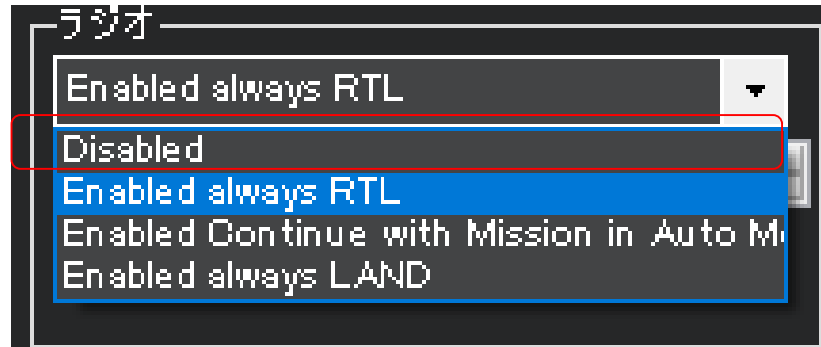 ラジオ
Enabled always RTL
Disabled
Enabled always RTL
Enabled Continue with Mission in Auto M
Enabled always LAND